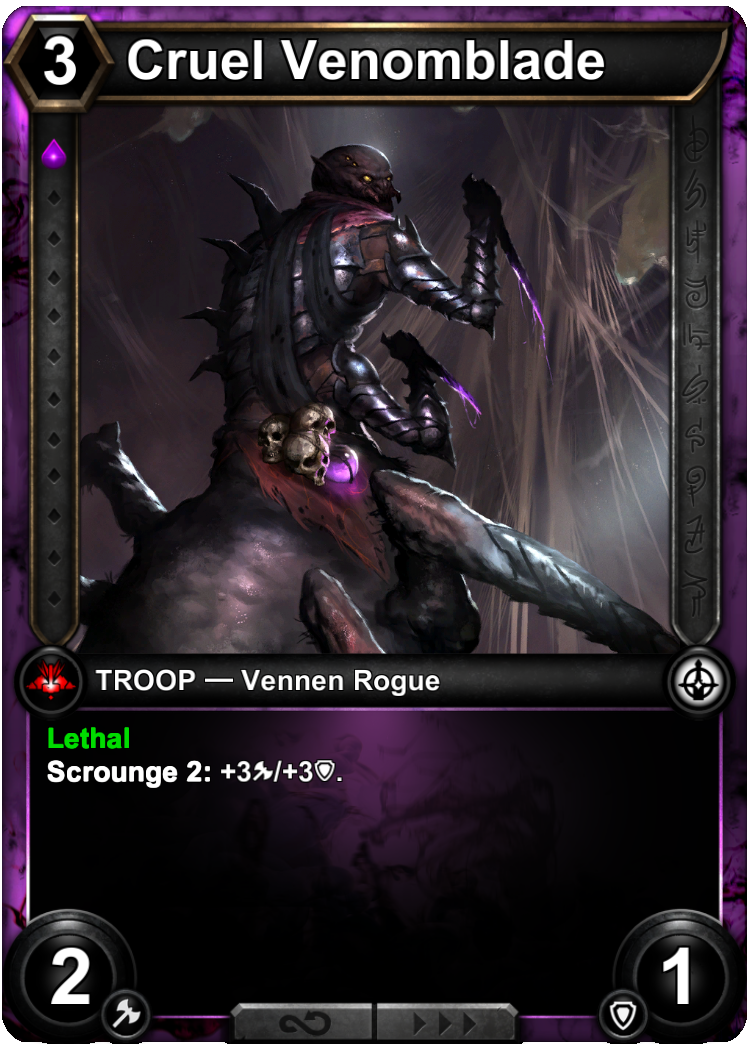 3 Cruel Venomblade
TROOP — Vennen Rogue
Lethal
Scrounge 2: +3/+3.
2 1